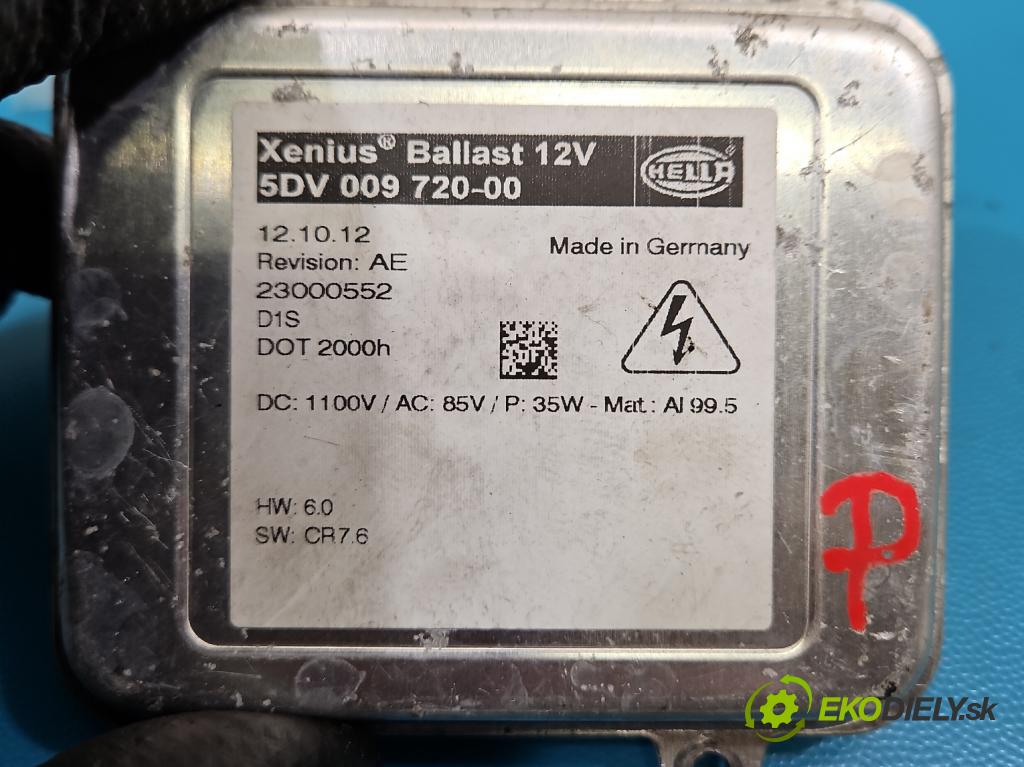 Xenius® Ballast 12V
5DV 009 720-00
HELLA®
12.10.12
Made in Germany
Revision: AE
23000552
D1S
DOT 2000h
DC: 1100V / AC: 85V / P: 35W - Mat.: Al 99.5
HW: 6.0
SW: CR7.6
P
EKODIELY.sk